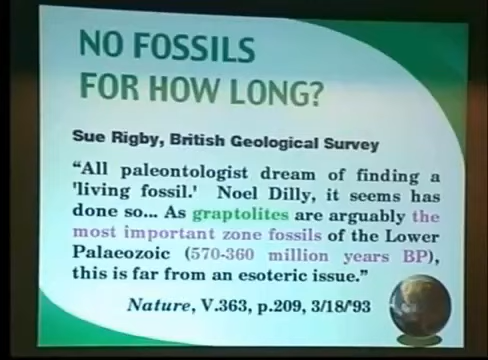 NO FOSSILS
FOR HOW LONG?
Sue Rigby, British Geological Survey
“All paleontologist dream of finding a
'living fossil.' Noel Dilly, it seems has
done so... As graptolites are arguably the
most important zone fossils of the Lower
Palaeozoic (570-360 million years BP),
this is far from an esoteric issue.”
Nature, V.363, p.209, 3/18/'93